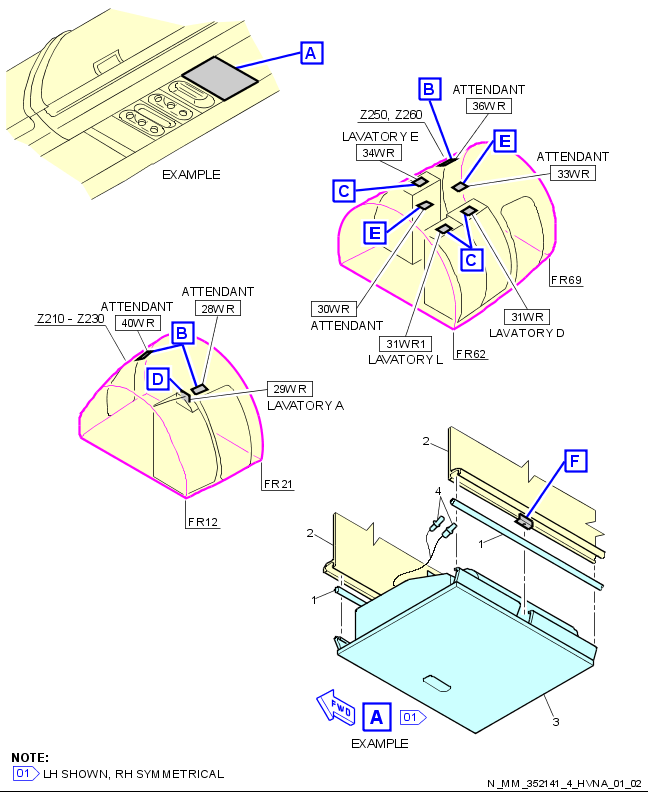 A
EXAMPLE
B
ATTENDANT
36WR
Z250, Z260
LAVATORY E
34WR
E
ATTENDANT
33WR
C
E
C
FR69
30WR
ATTENDANT
31WR
LAVATORY D
31WR1
LAVATORY L
FR62
ATTENDANT
28WR
ATTENDANT
40WR
Z210 - Z230
B
D
29WR
LAVATORY A
FR21
FR12
2
F
4
1
2
1
3
FWD
A
01
EXAMPLE
NOTE:
01 LH SHOWN, RH SYMMETRICAL
N_MM_352141_4_HVNA_01_02